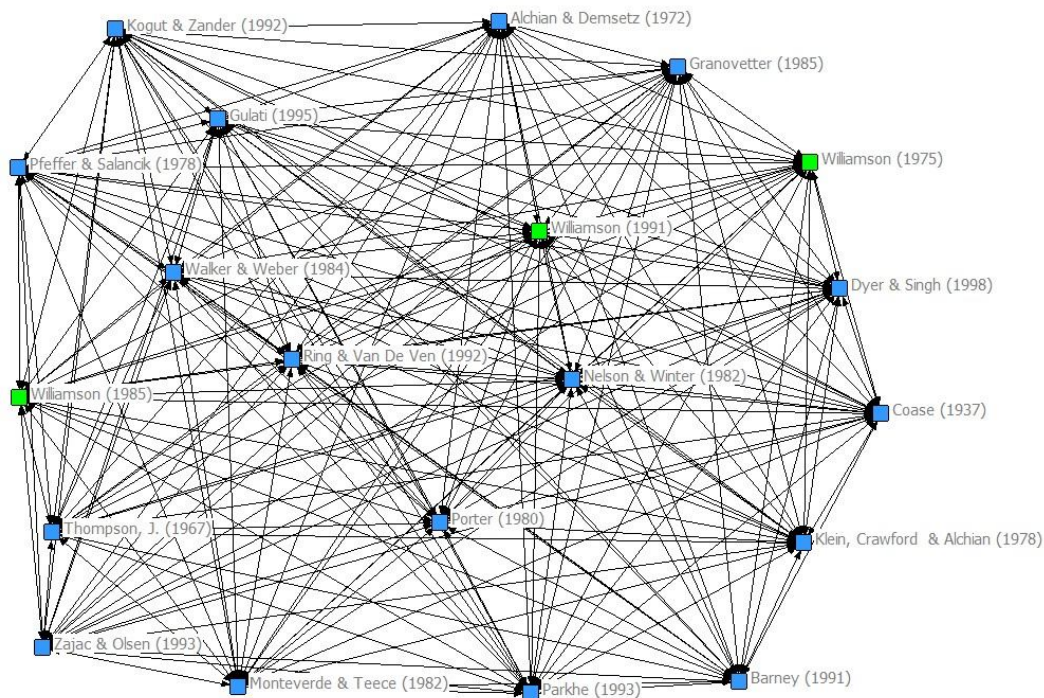 Kogut & Zander (1992)
Alchian & Demsetz (1972)
Granovetter (1985)
Gulati (1995)
Pfeffer & Salancik (1978)
Williamson (1975)
Williamson (1991)
Walker & Weber (1984)
Dyer & Singh (1998)
Ring & Van De Ven (1992)
Nelson & Winter (1982)
Williamson (1985)
Coase (1937)
Thompson, J. (1967)
Porter (1980)
Klein, Crawford & Alchian (1978)
Zajac & Olsen (1993)
Monteverde & Teece (1982)
Parkhe (1993)
Barney (1991)